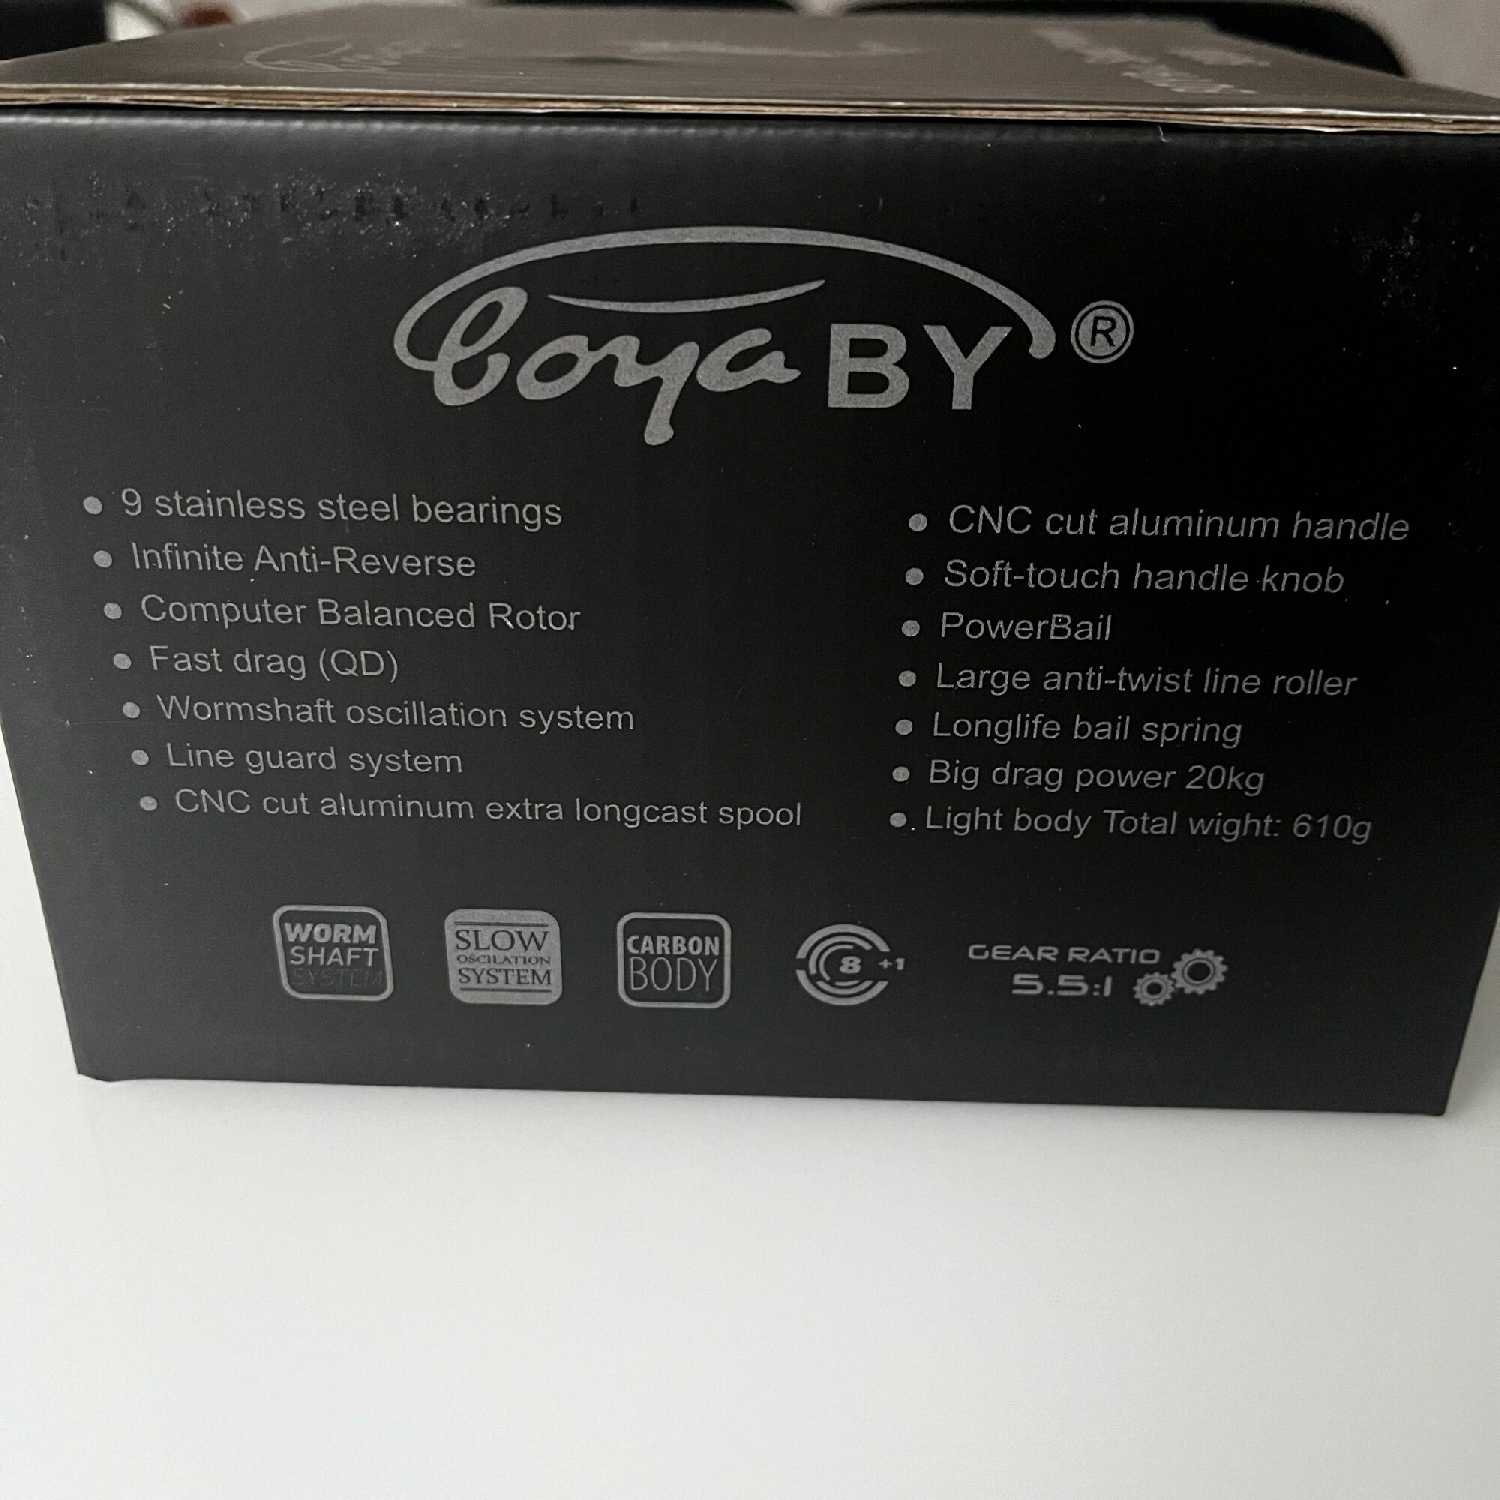 boya BY ®
9 stainless steel bearings
Infinite Anti-Reverse
Computer Balanced Rotor
Fast drag (QD)
Wormshaft oscillation system
Line guard system
CNC cut aluminum extra longcast spool
CNC cut aluminum handle
Soft-touch handle knob
PowerBail
Large anti-twist line roller
Longlife bail spring
Big drag power 20kg
Light body Total wight: 610g
WORM
SHAFT
SYSTEM
SLOW
OSCILATION
SYSTEM
CARBON
BODY
8 +1
GEAR RATIO
5.5:1